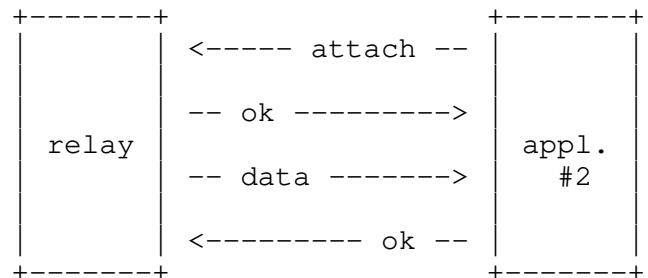 +-------+                +-------+
|       | <----- attach -- |       |
|       |                |       |
|       | -- ok ---------> |       |
| relay |                | appl. |
|       | -- data -------> |  #2   |
|       |                |       |
|       | <--------- ok -- |       |
+-------+                +-------+